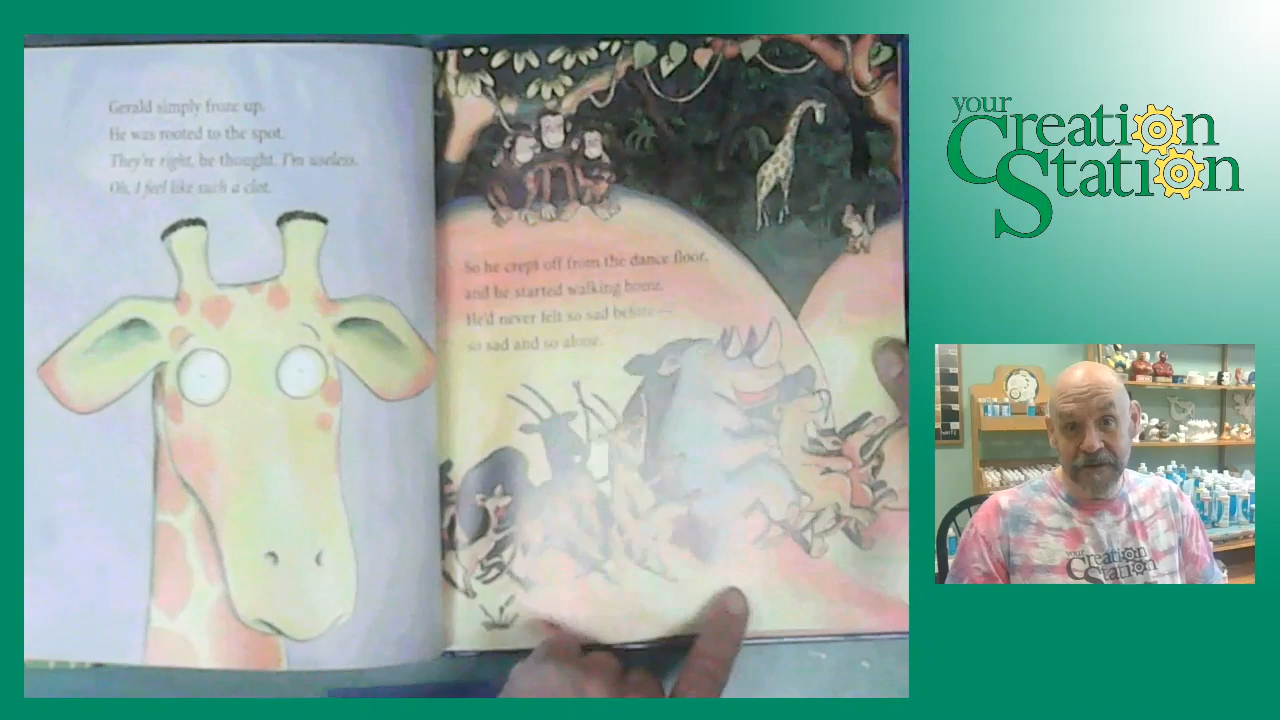 Gerald simply froze up.
He was rooted to the spot.
They're right, he thought. I'm useless.
Oh, I feel like such a clot.
So he crept off from the dance floor,
and he started walking home.
He'd never felt so sad before—
so sad and so alone.
your
Creation
Station
your
Creation
Station